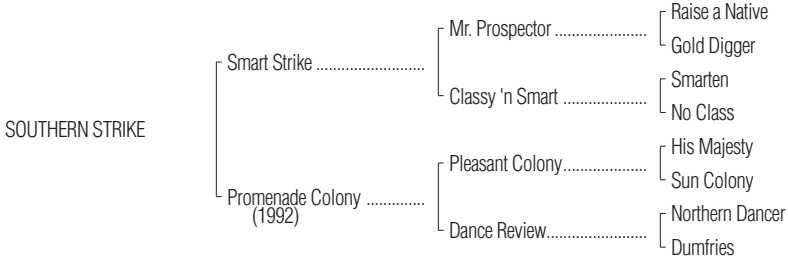 Raise a Native
Mr. Prospector ......................
Gold Digger
Smart Strike ..........................
Smarten
Classy 'n Smart ....................
No Class
SOUTHERN STRIKE
His Majesty
Pleasant Colony....................
Sun Colony
Promenade Colony ..............
(1992)
Northern Dancer
Dance Review........................
Dumfries